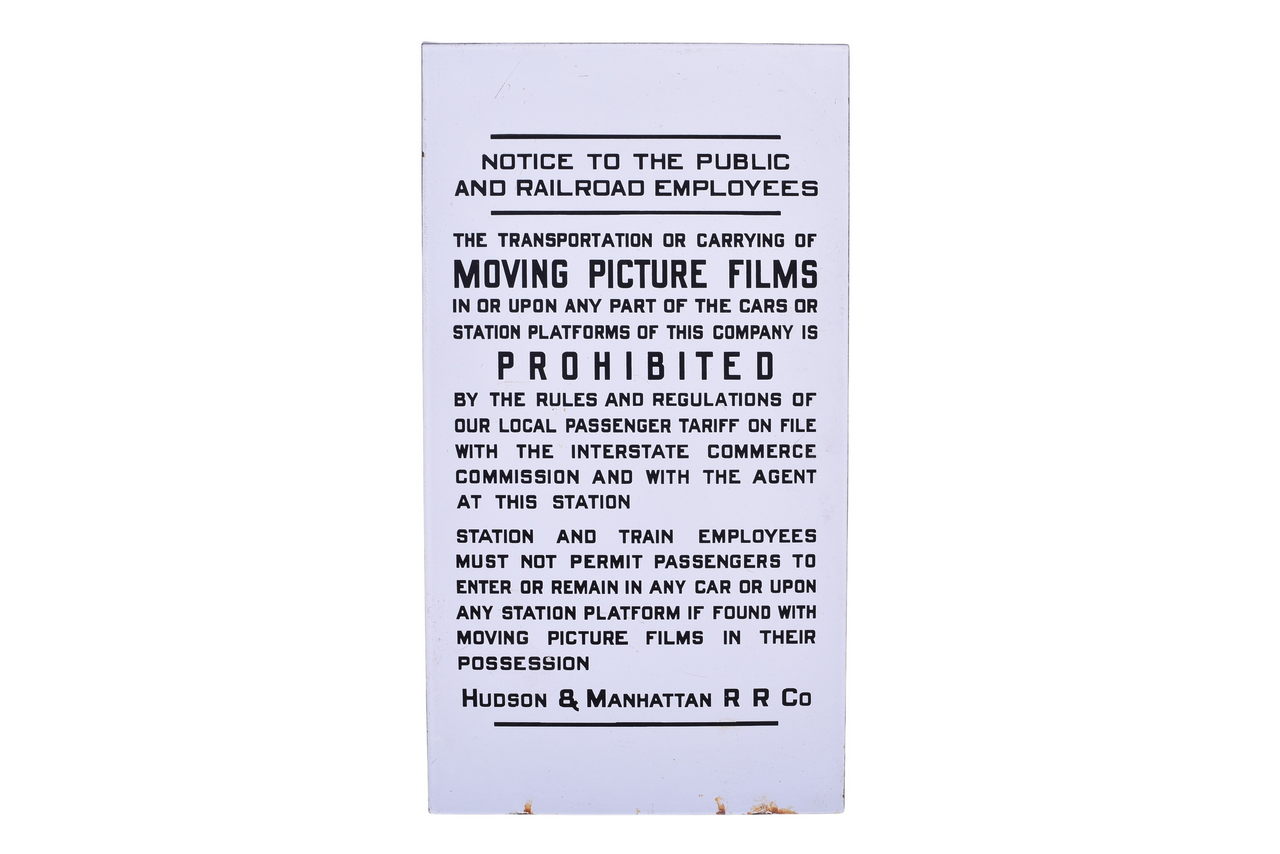 NOTICE TO THE PUBLIC
AND RAILROAD EMPLOYEES
THE TRANSPORTATION OR CARRYING OF
MOVING PICTURE FILMS
IN OR UPON ANY PART OF THE CARS OR
STATION PLATFORMS OF THIS COMPANY IS
PROHIBITED
BY THE RULES AND REGULATIONS OF
OUR LOCAL PASSENGER TARIFF ON FILE
WITH THE INTERSTATE COMMERCE
COMMISSION AND WITH THE AGENT
AT THIS STATION
STATION AND TRAIN EMPLOYEES
MUST NOT PERMIT PASSENGERS TO
ENTER OR REMAIN IN ANY CAR OR UPON
ANY STATION PLATFORM IF FOUND WITH
MOVING PICTURE FILMS IN THEIR
POSSESSION
HUDSON & MANHATTAN R R CO